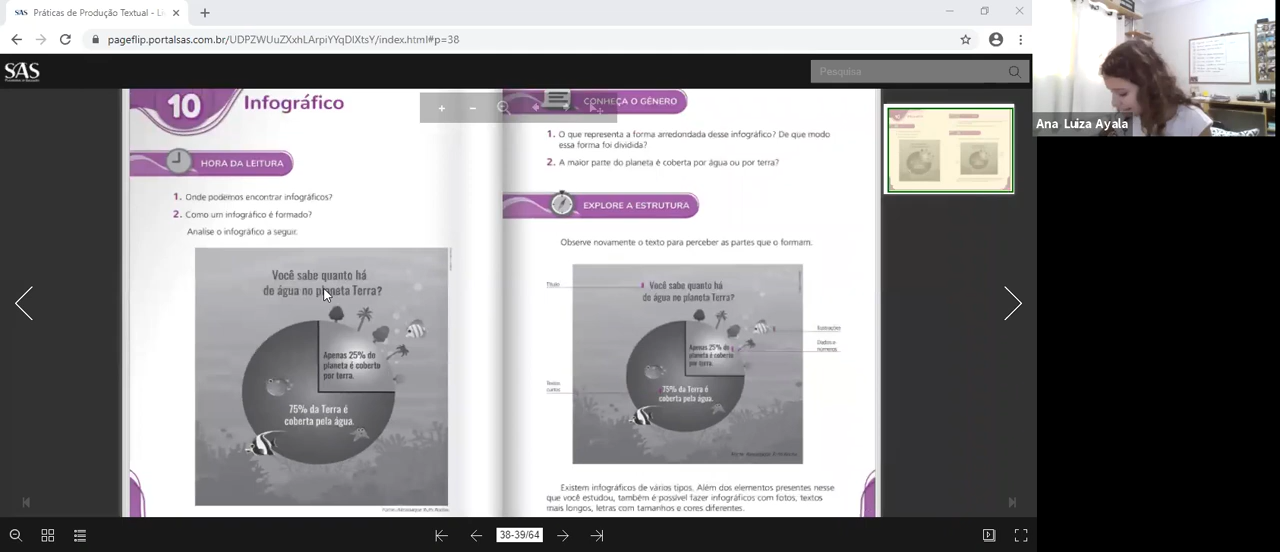 SAS Práticas de Produção Textual - Li
pageflip.portalsas.com.br/UDPZWUuZXxhLArpiYYqDlXtsY/index.html#p=38
SAS
Pesquisa
Ana Luiza Ayala
10 Infográfico
HORA DA LEITURA
1. Onde podemos encontrar infográficos?
2. Como um infográfico é formado?
Analise o infográfico a seguir.
Você sabe quanto há
de água no planeta Terra?
Apenas 25% do
planeta é coberto
por terra.
75% da Terra é
coberta pela água.
CONHEÇA O GÊNERO
1. O que representa a forma arredondada desse infográfico? De que modo
essa forma foi dividida?
2. A maior parte do planeta é coberta por água ou por terra?
EXPLORE A ESTRUTURA
Observe novamente o texto para perceber as partes que o formam.
Título
Você sabe quanto há
de água no planeta Terra?
Ilustrações
Dados e
números
Apenas 25% do
planeta é coberto
por terra.
Textos
curtos
75% da Terra é
coberta pela água.
Existem infográficos de vários tipos. Além dos elementos presentes nesse
que você estudou, também é possível fazer infográficos com fotos, textos
mais longos, letras com tamanhos e cores diferentes.
38-39/64